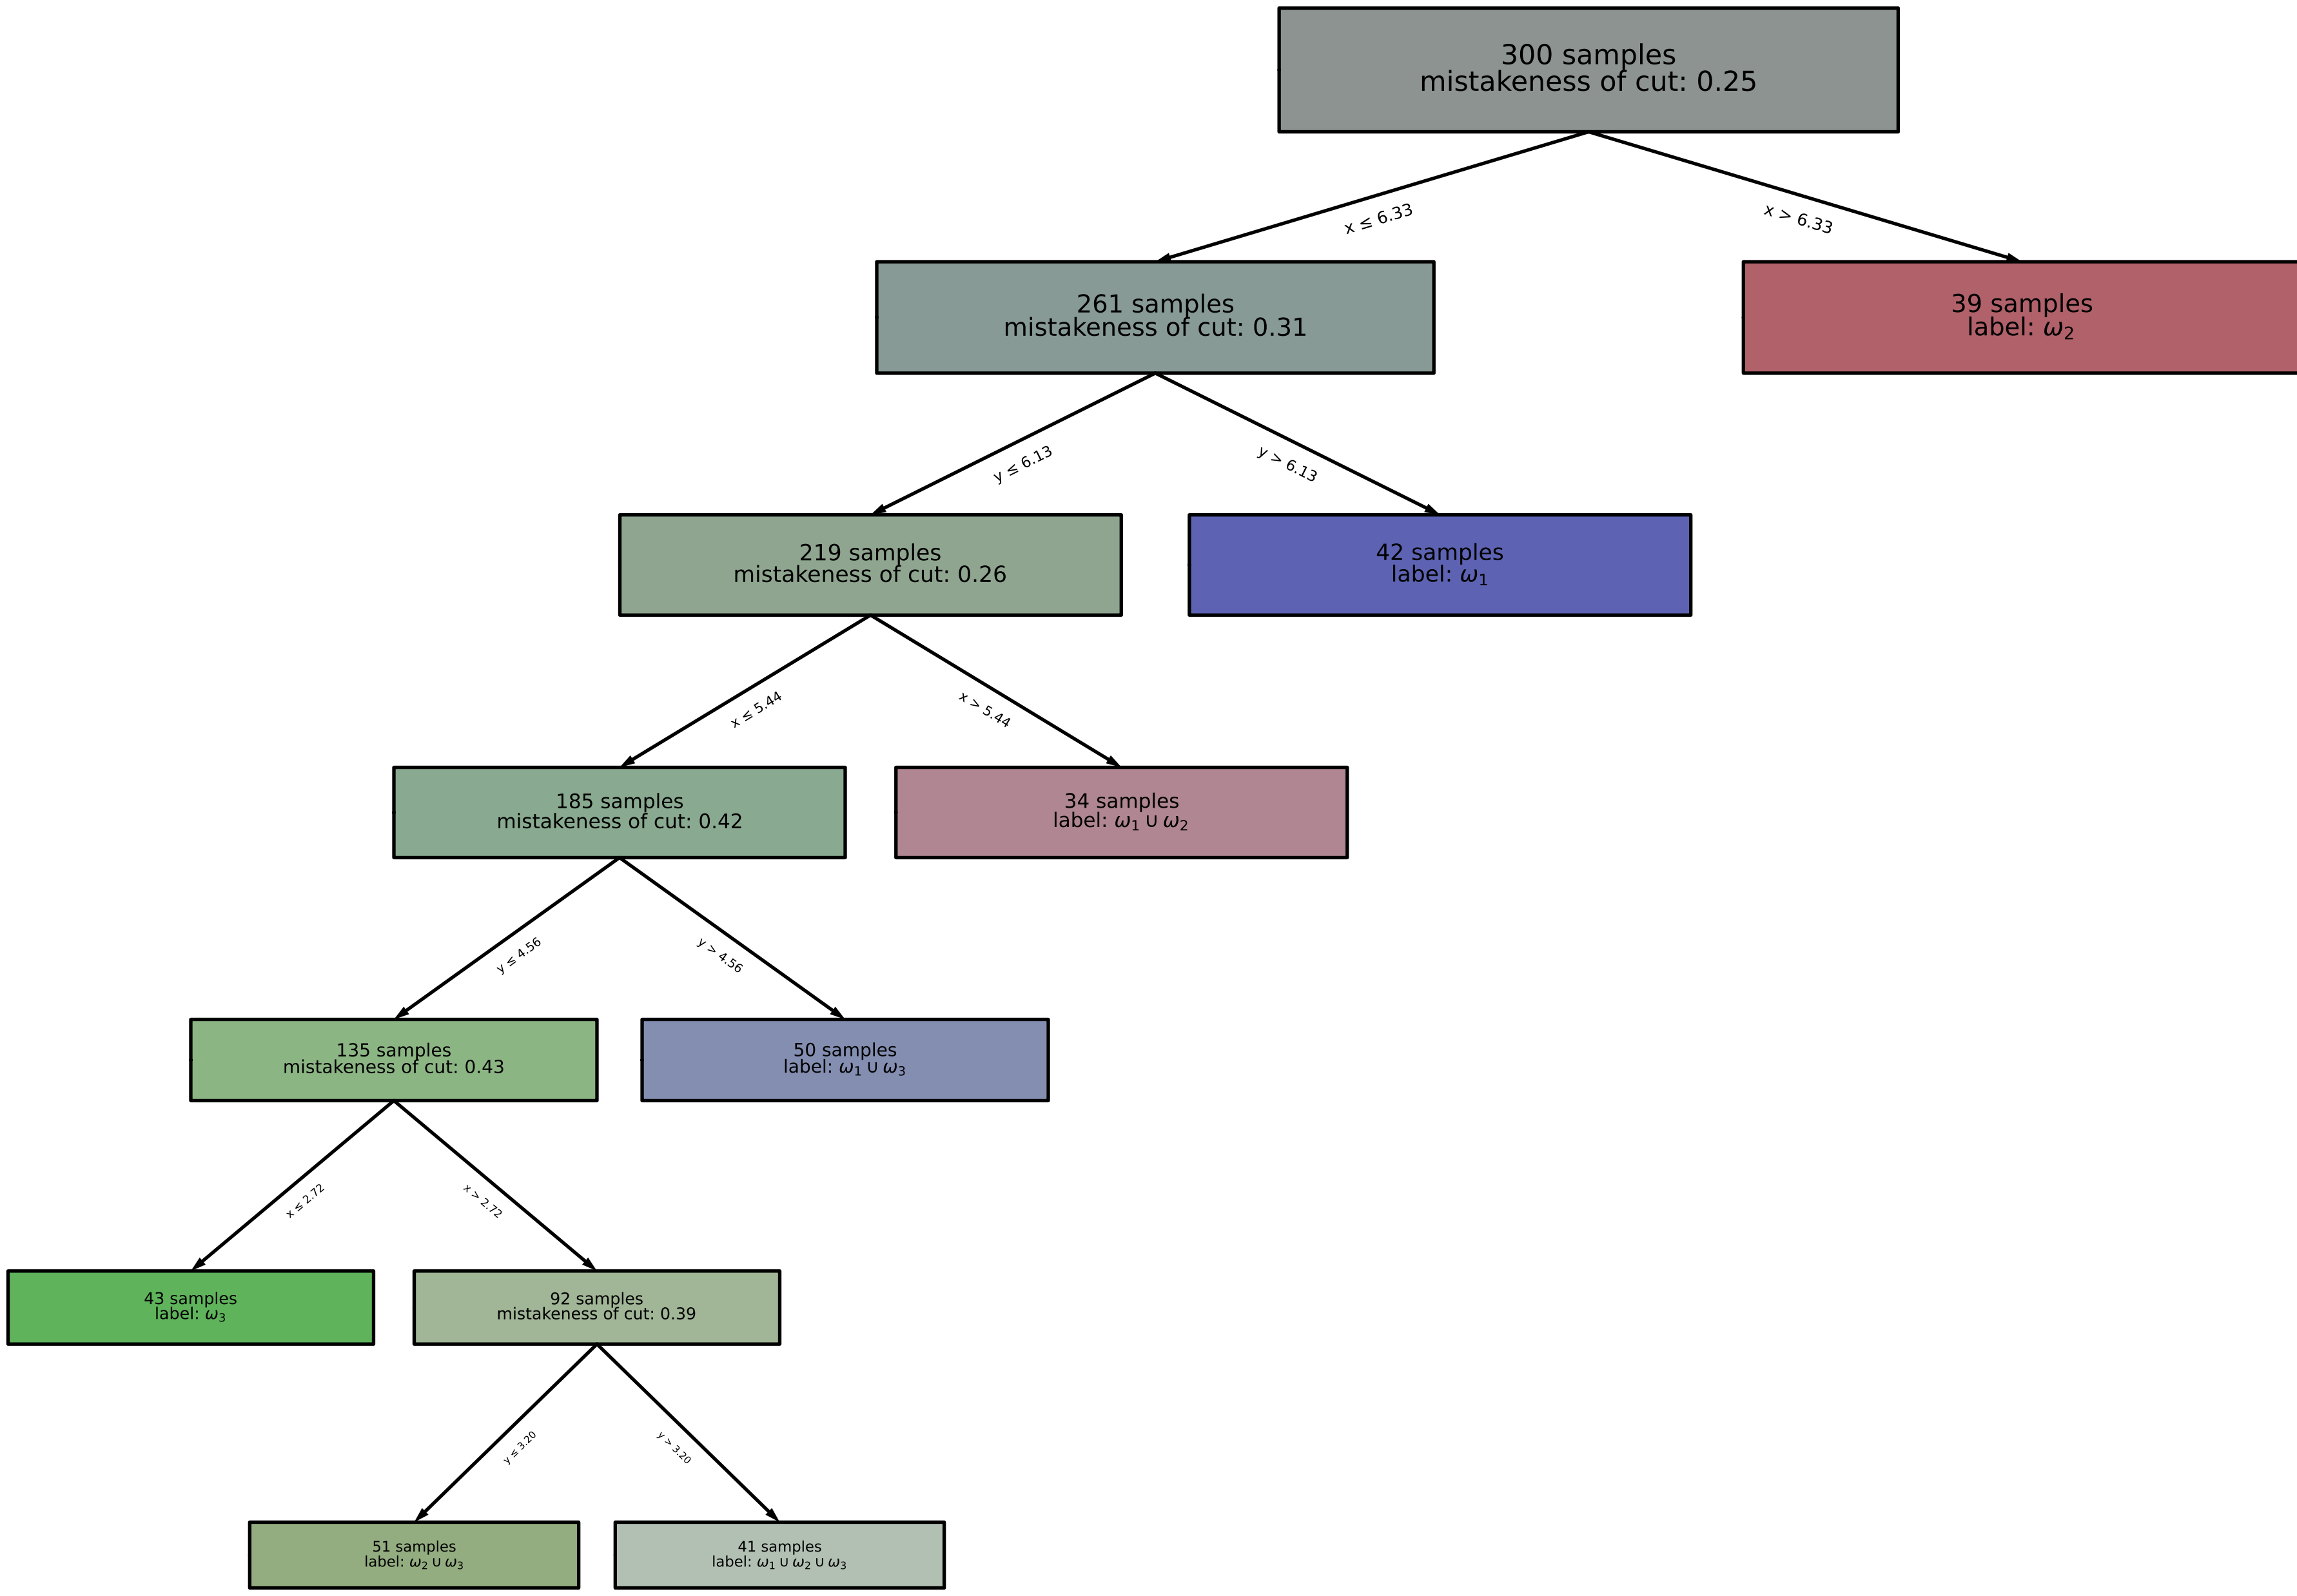 300 samples
mistakeness of cut: 0.25
x ≤ 6.33
x > 6.33
261 samples
mistakeness of cut: 0.31
39 samples
label: ω₂
y ≤ 6.13
y > 6.13
219 samples
mistakeness of cut: 0.26
42 samples
label: ω₁
x ≤ 5.44
x > 5.44
185 samples
mistakeness of cut: 0.42
34 samples
label: ω₁ ∪ ω₂
y ≤ 4.56
y > 4.56
135 samples
mistakeness of cut: 0.43
50 samples
label: ω₁ ∪ ω₃
x ≤ 2.72
x > 2.72
43 samples
label: ω₃
92 samples
mistakeness of cut: 0.39
y ≤ 3.20
y > 3.20
51 samples
label: ω₂ ∪ ω₃
41 samples
label: ω₁ ∪ ω₂ ∪ ω₃